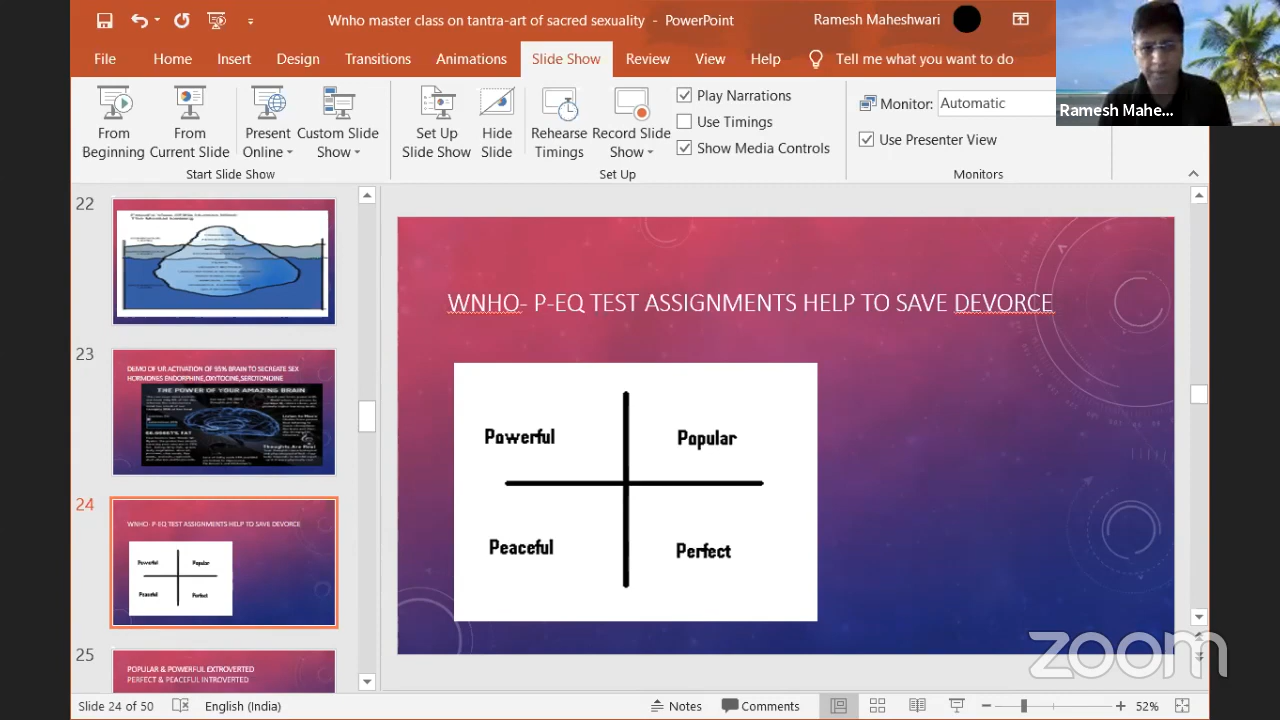 Wnho master class on tantra-art of sacred sexuality - PowerPoint
Ramesh Maheshwari
File Home Insert Design Transitions Animations Slide Show Review View Help Tell me what you want to do
Ramesh Mahe...
From Beginning
From Current Slide
Present Online
Custom Slide Show
Set Up Slide Show
Hide Slide
Rehearse Timings
Record Slide Show
Play Narrations
Use Timings
Show Media Controls
Monitor: Automatic
Use Presenter View
Start Slide Show
Set Up
Monitors
22
23
DEMO OF UR ACTIVATION OF 95% BRAIN TO SECREATE SEX
HORMONES ENDORPHINE,OXYTOCINE,SEROTONDINE
THE POWER OF YOUR AMAZING BRAIN
24
WNHO- P-EQ TEST ASSIGNMENTS HELP TO SAVE DEVORCE
Powerful Popular
Peaceful Perfect
25
POPULAR & POWERFUL EXTROVERTED
PERFECT & PEACEFUL INTROVERTED
WNHO- P-EQ TEST ASSIGNMENTS HELP TO SAVE DEVORCE
Powerful Popular
Peaceful Perfect
zoom
Slide 24 of 50 English (India) Notes Comments 52%